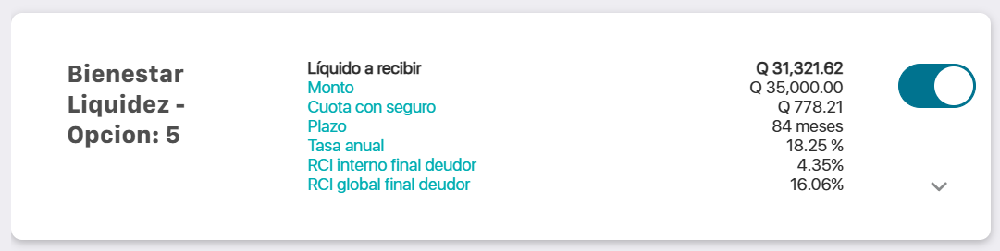 Bienestar
Liquidez -
Opcion: 5
Líquido a recibir Q 31,321.62
Monto Q 35,000.00
Cuota con seguro Q 778.21
Plazo 84 meses
Tasa anual 18.25 %
RCI interno final deudor 4.35%
RCI global final deudor 16.06%